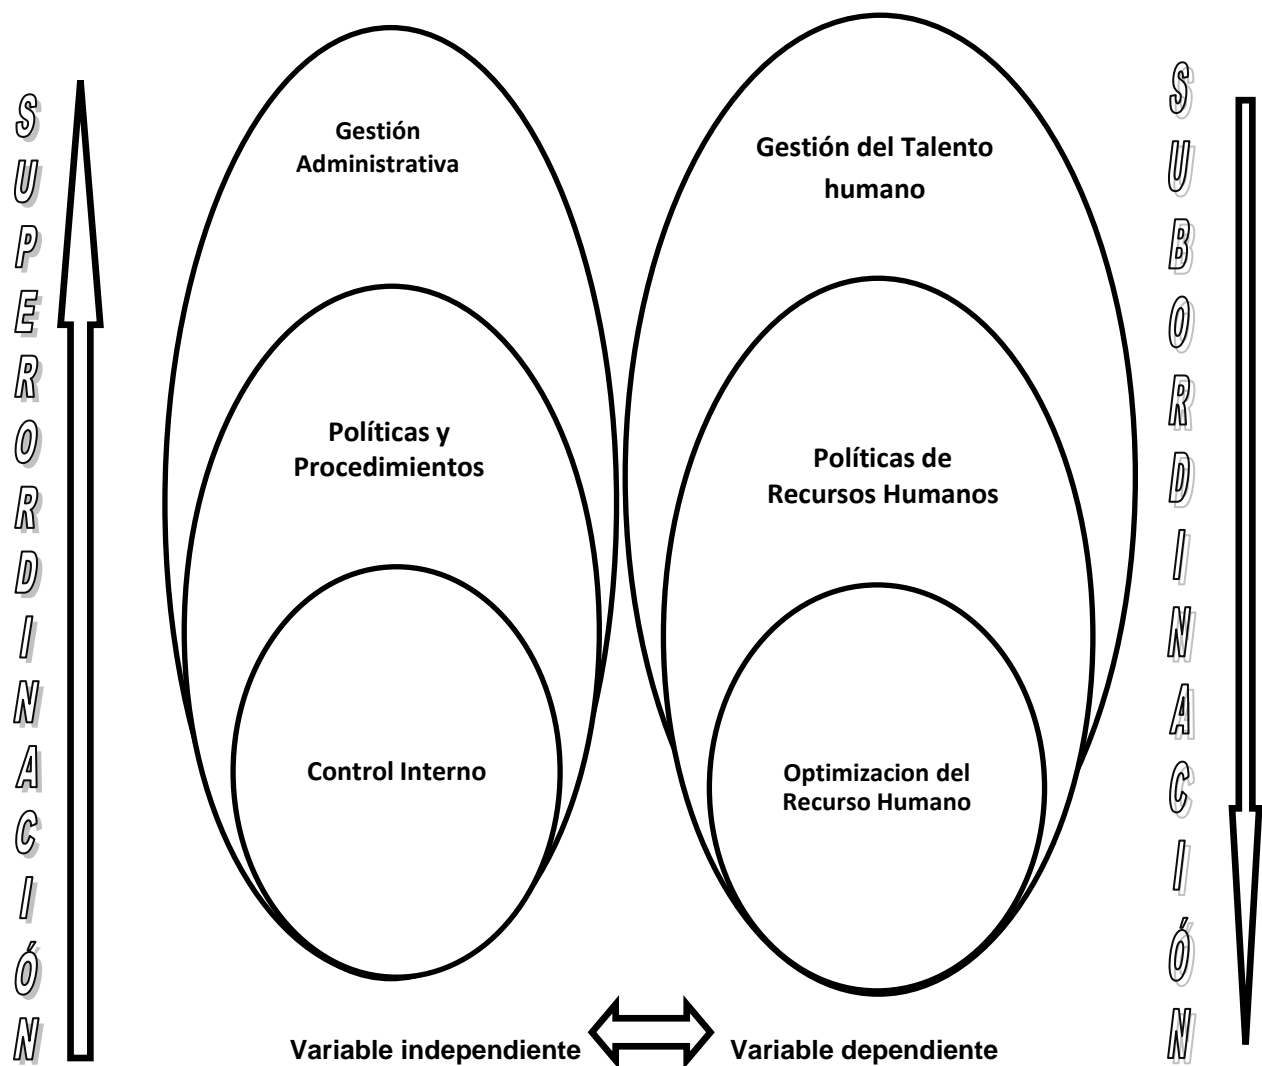 SUPERORDINACIÓN
Gestión
Administrativa
Políticas y
Procedimientos
Control Interno
Variable independiente
Gestión del Talento
humano
Políticas de
Recursos Humanos
Optimizacion del
Recurso Humano
Variable dependiente
SUBORDINACIÓN